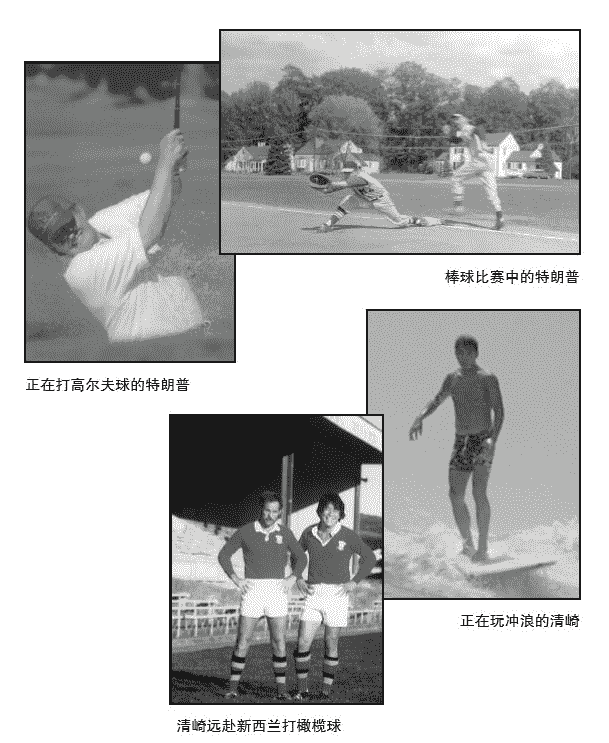 棒球比赛中的特朗普
正在打高尔夫球的特朗普
正在玩冲浪的清崎
清崎远赴新西兰打橄榄球